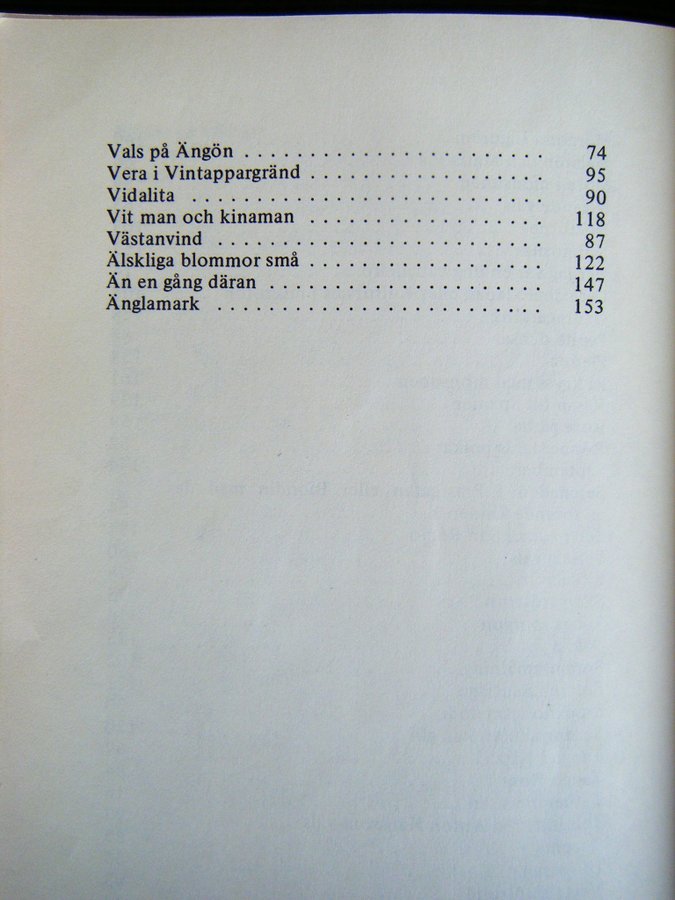 Vals på Ängön . . . . . . . . . . . . . . . . . . . . . . . 74
Vera i Vintappargränd . . . . . . . . . . . . . . . . . . 95
Vidalita . . . . . . . . . . . . . . . . . . . . . . . . . . . 90
Vit man och kinaman . . . . . . . . . . . . . . . . . . 118
Västanvind . . . . . . . . . . . . . . . . . . . . . . . . . 87
Älskliga blommor små . . . . . . . . . . . . . . . . . . 122
Än en gång däran . . . . . . . . . . . . . . . . . . . . . 147
Änglamark . . . . . . . . . . . . . . . . . . . . . . . . . 153